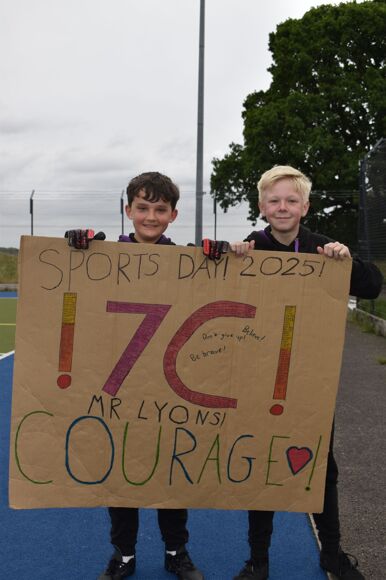 SPORTS DAY! 2025!
!7C!
Don't give up! Believe!
Be brave!
MR LYONS!
COURAGE!